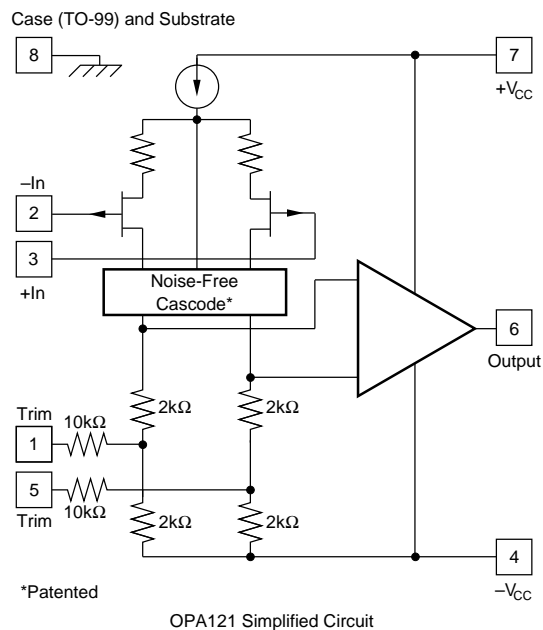 Case (TO-99) and Substrate
8
7
+VCC
–In
2
3
+In
Noise-Free
Cascode*
6
Output
2kΩ
2kΩ
Trim
10kΩ
1
5
10kΩ
Trim
2kΩ
2kΩ
4
–VCC
*Patented
OPA121 Simplified Circuit